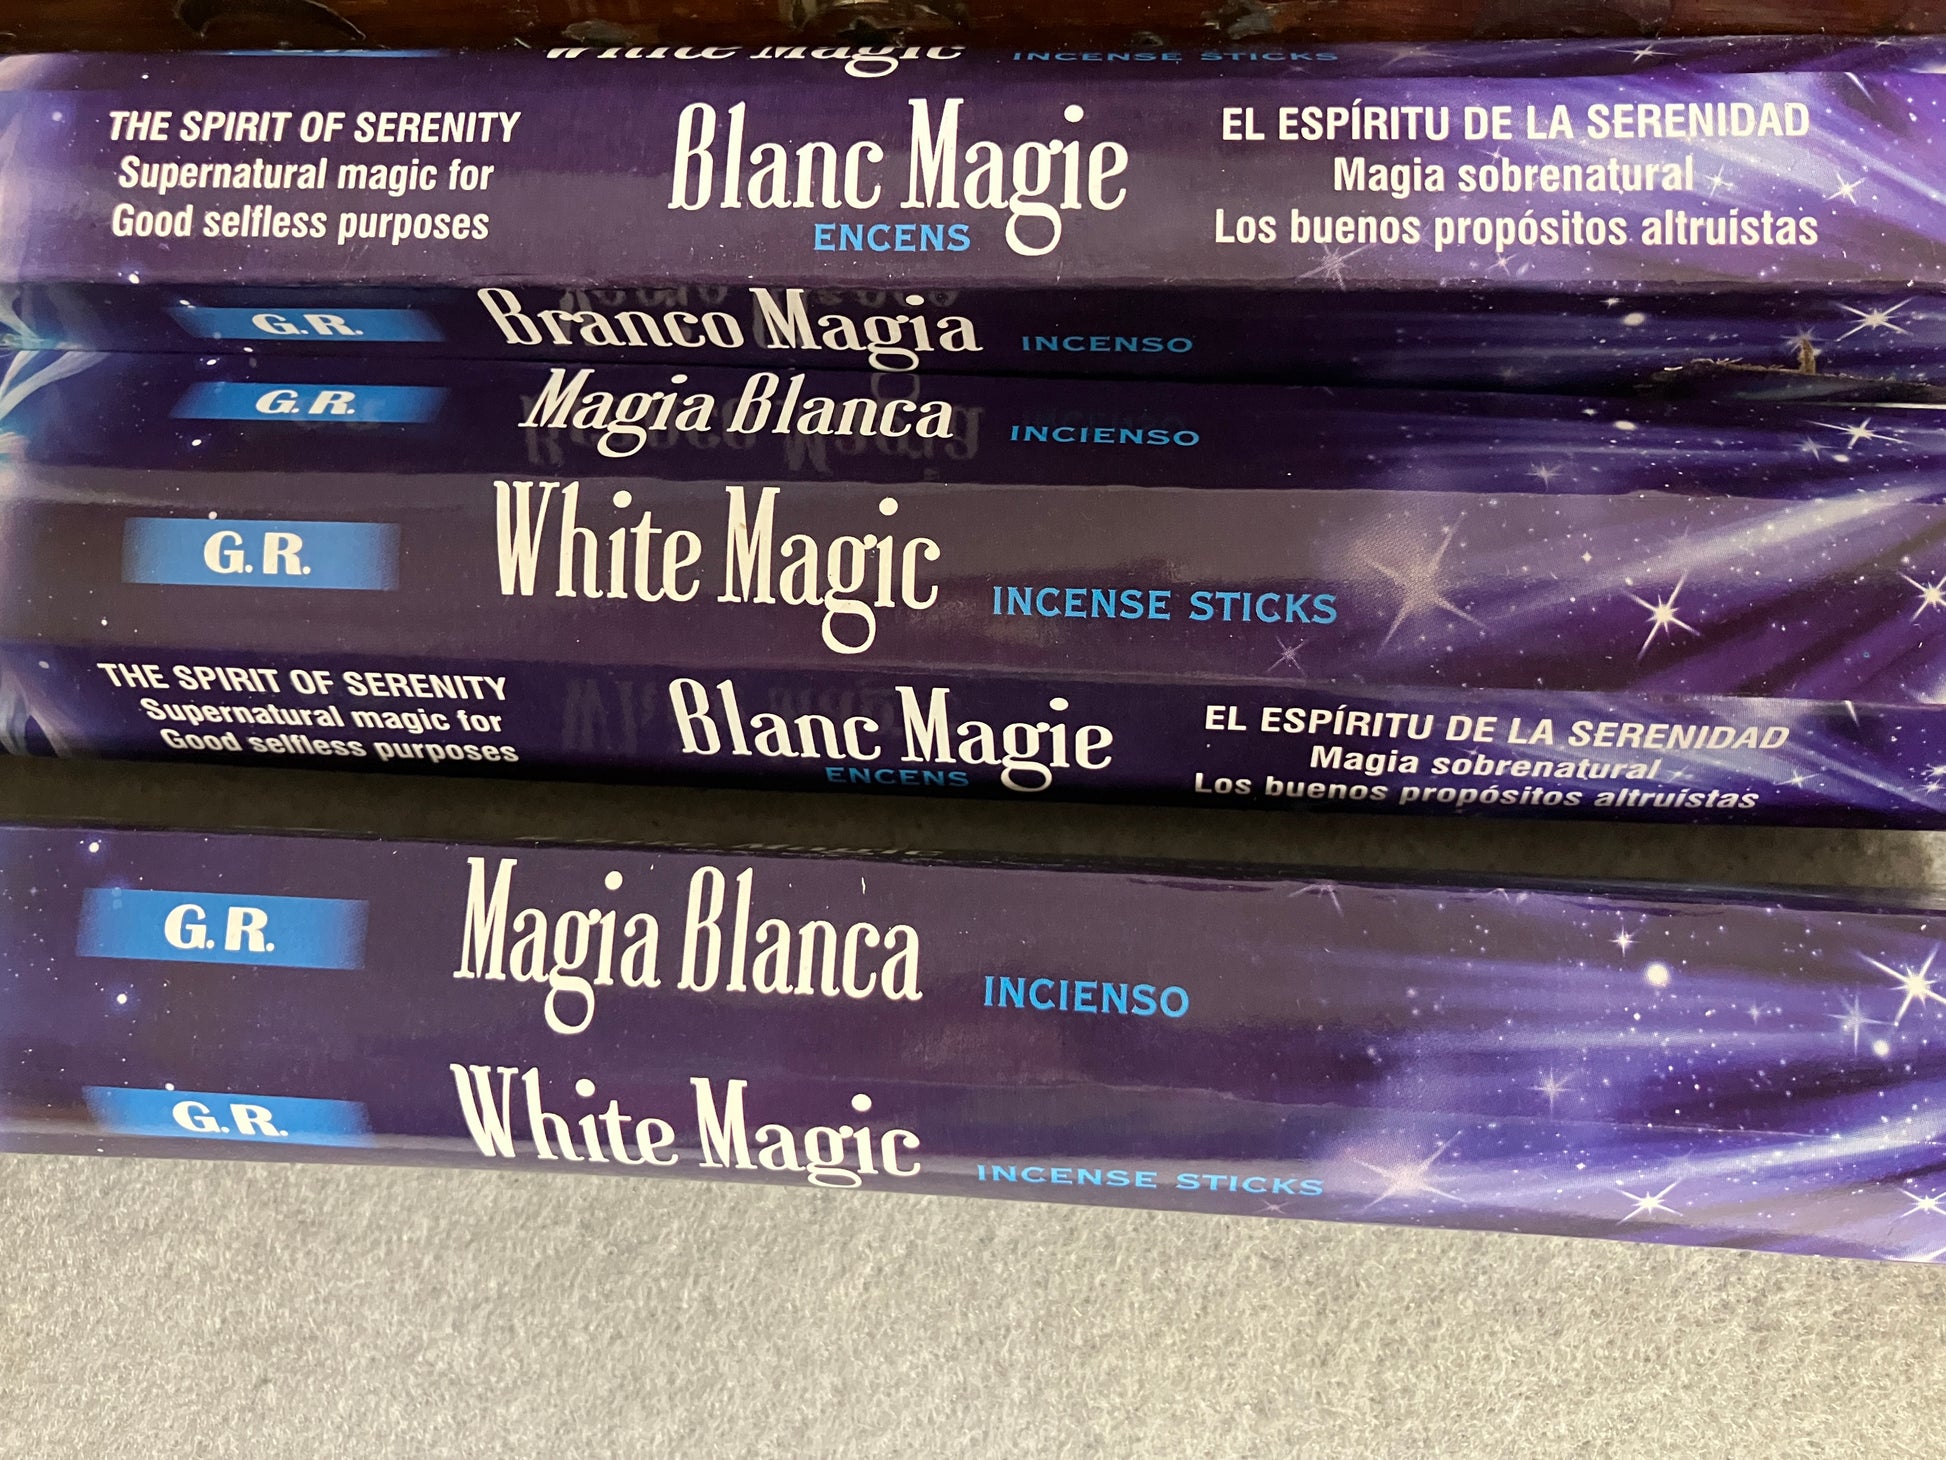 White Magic INCENSE STICKS
THE SPIRIT OF SERENITY
Supernatural magic for
Good selfless purposes
Blanc Magie
ENCENS
EL ESPÍRITU DE LA SERENIDAD
Magia sobrenatural
Los buenos propósitos altruistas
G.R. Branco Magia INCENSO
G.R. Magia Blanca INCIENSO
G.R. White Magic INCENSE STICKS
THE SPIRIT OF SERENITY
Supernatural magic for
Good selfless purposes
Blanc Magie
ENCENS
EL ESPÍRITU DE LA SERENIDAD
Magia sobrenatural
Los buenos propósitos altruistas
G.R. Magia Blanca INCIENSO
G.R. White Magic INCENSE STICKS